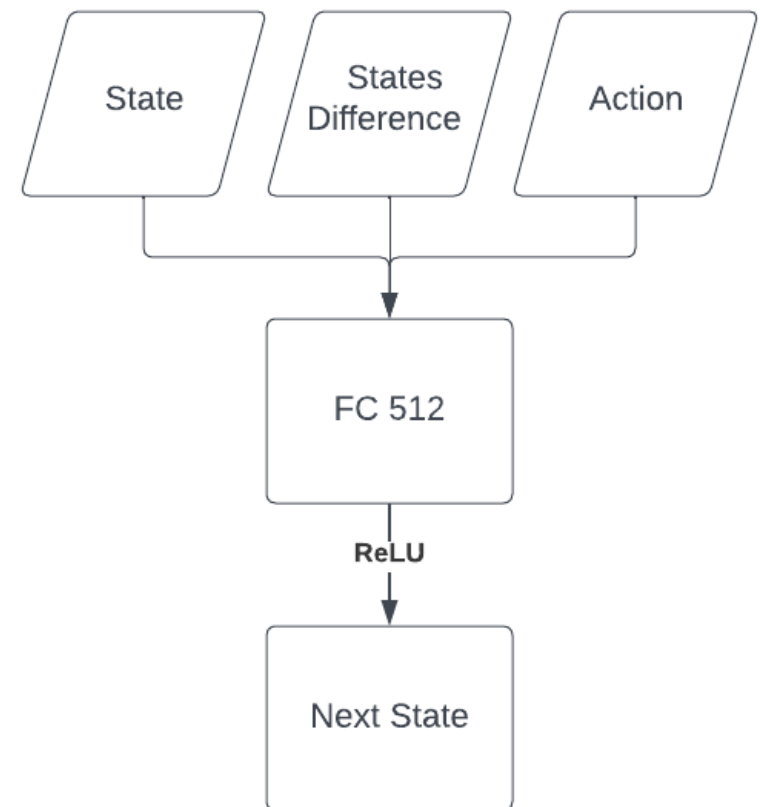 State
States
Difference
Action
FC 512
ReLU
Next State